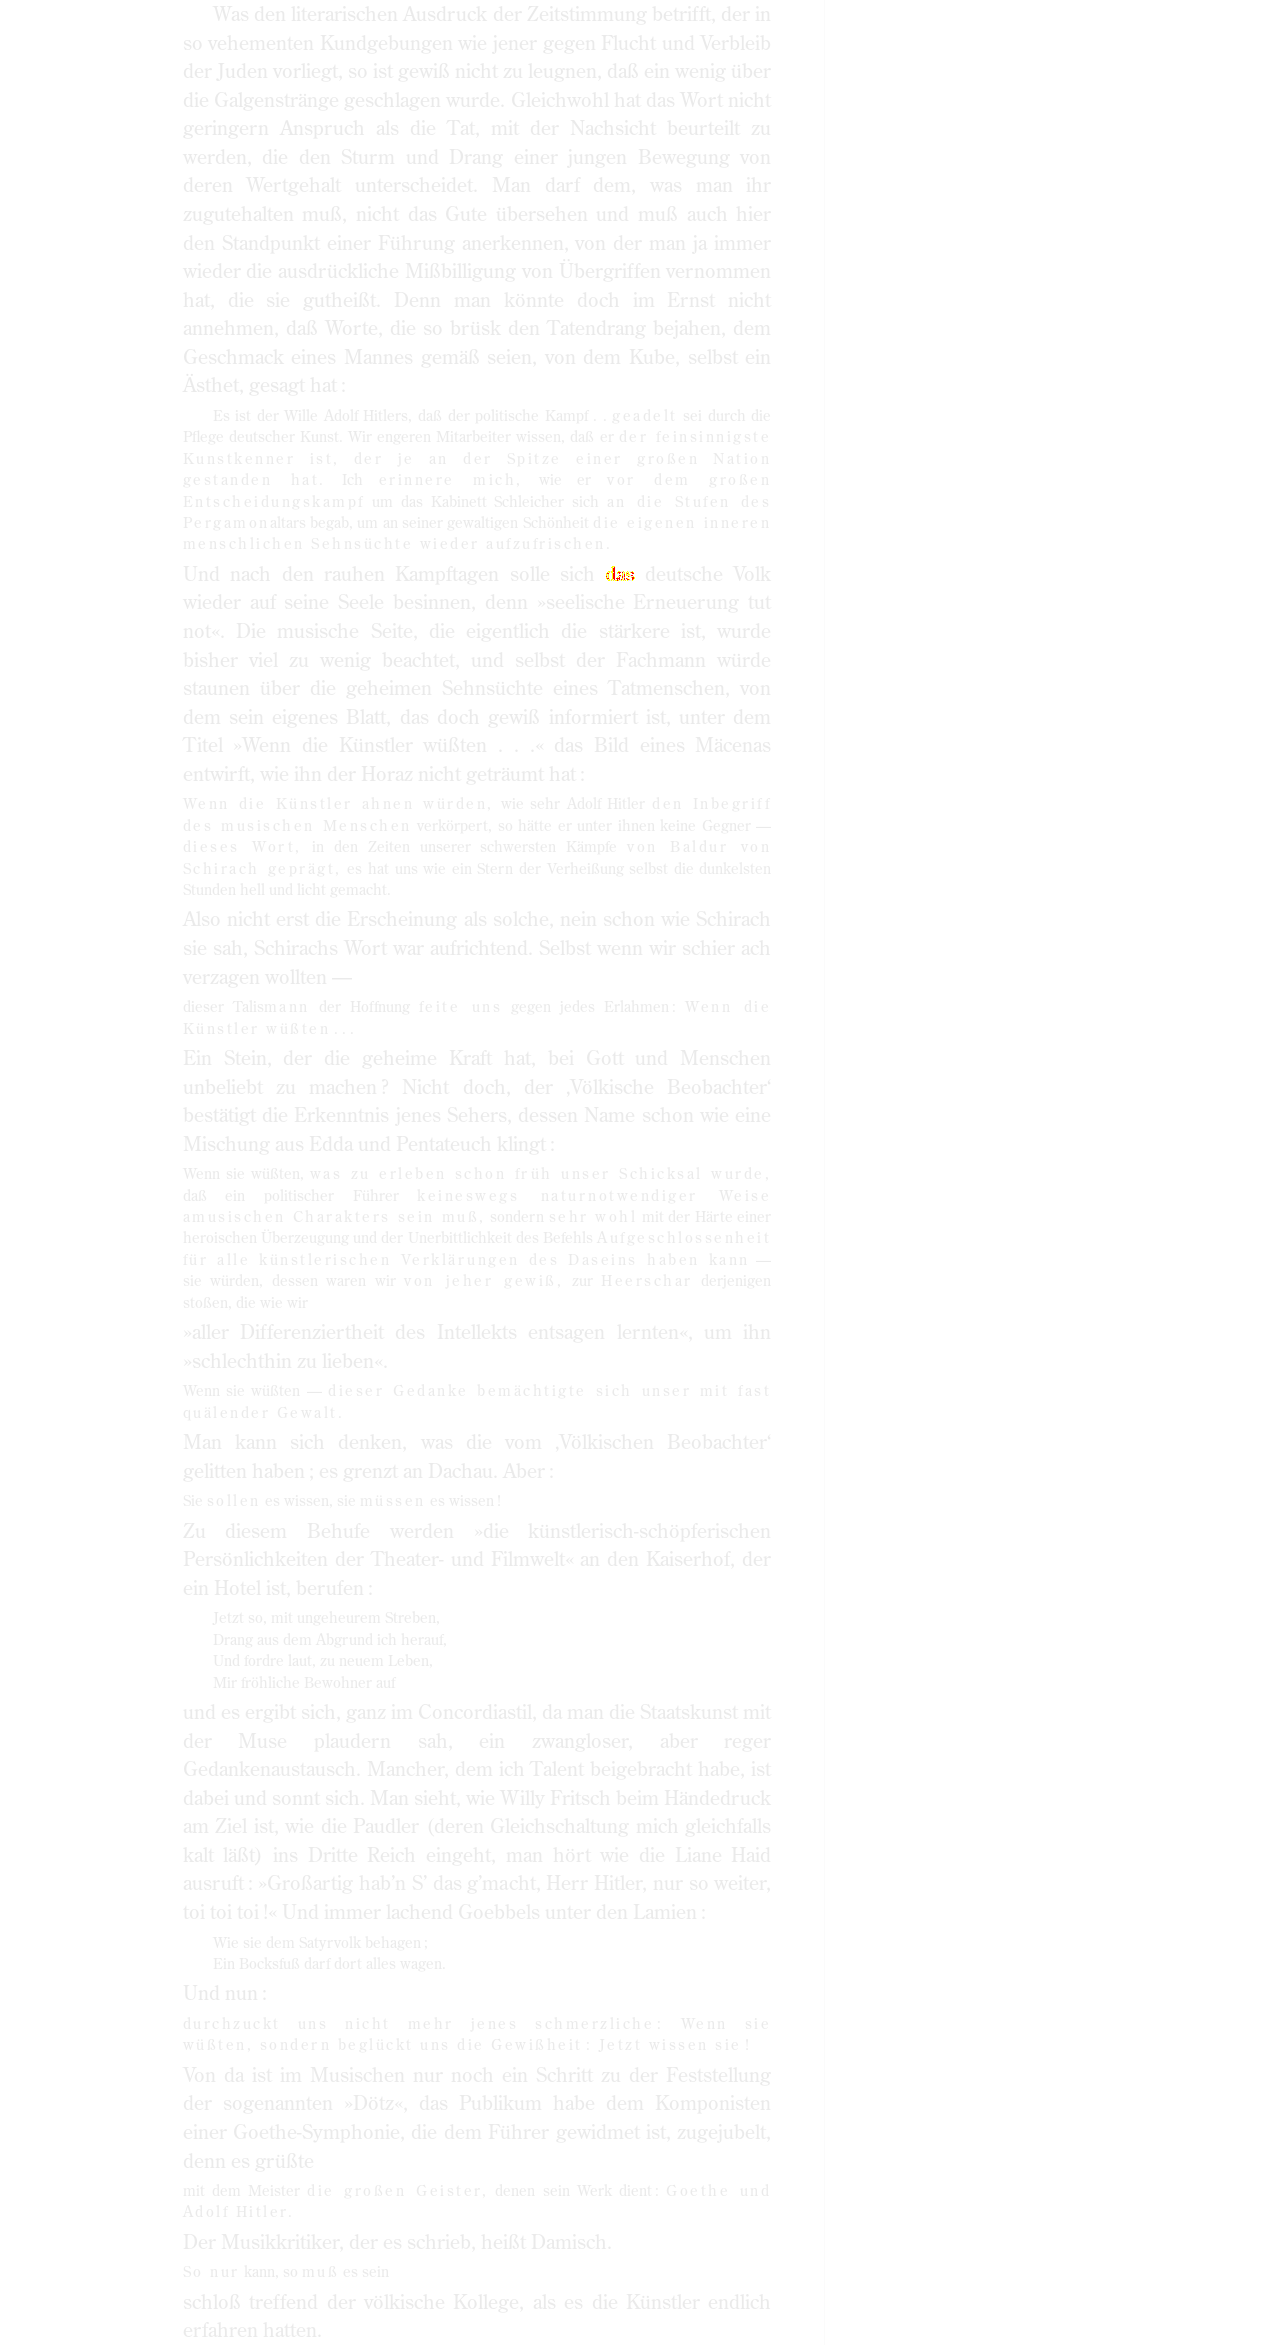 Was den literarischen Ausdruck der Zeitstimmung betrifft, der in
so vehementen Kundgebungen wie jener gegen Flucht und Verbleib
der Juden vorliegt, so ist gewiß nicht zu leugnen, daß ein wenig über
die Galgenstränge geschlagen wurde. Gleichwohl hat das Wort nicht
geringern Anspruch als die Tat, mit der Nachsicht beurteilt zu
werden, die den Sturm und Drang einer jungen Bewegung von
deren Wertgehalt unterscheidet. Man darf dem, was man ihr
zugutehalten muß, nicht das Gute übersehen und muß auch hier
den Standpunkt einer Führung anerkennen, von der man ja immer
wieder die ausdrückliche Mißbilligung von Übergriffen vernommen
hat, die sie gutheißt. Denn man könnte doch im Ernst nicht
annehmen, daß Worte, die so brüsk den Tatendrang bejahen, dem
Geschmack eines Mannes gemäß seien, von dem Kube, selbst ein
Ästhet, gesagt hat :
Es ist der Wille Adolf Hitlers, daß der politische Kampf . . geadelt sei durch die
Pflege deutscher Kunst. Wir engeren Mitarbeiter wissen, daß er der feinsinnigste
Kunstkenner ist, der je an der Spitze einer großen Nation
gestanden hat. Ich erinnere mich, wie er vor dem großen
Entscheidungskampf um das Kabinett Schleicher sich an die Stufen des
Pergamonaltars begab, um an seiner gewaltigen Schönheit die eigenen inneren
menschlichen Sehnsüchte wieder aufzufrischen.
Und nach den rauhen Kampftagen solle sich das deutsche Volk
wieder auf seine Seele besinnen, denn »seelische Erneuerung tut
not«. Die musische Seite, die eigentlich die stärkere ist, wurde
bisher viel zu wenig beachtet, und selbst der Fachmann würde
staunen über die geheimen Sehnsüchte eines Tatmenschen, von
dem sein eigenes Blatt, das doch gewiß informiert ist, unter dem
Titel »Wenn die Künstler wüßten . . .« das Bild eines Mäcenas
entwirft, wie ihn der Horaz nicht geträumt hat :
Wenn die Künstler ahnen würden, wie sehr Adolf Hitler den Inbegriff
des musischen Menschen verkörpert, so hätte er unter ihnen keine Gegner —
dieses Wort, in den Zeiten unserer schwersten Kämpfe von Baldur von
Schirach geprägt, es hat uns wie ein Stern der Verheißung selbst die dunkelsten
Stunden hell und licht gemacht.
Also nicht erst die Erscheinung als solche, nein schon wie Schirach
sie sah, Schirachs Wort war aufrichtend. Selbst wenn wir schier ach
verzagen wollten —
dieser Talismann der Hoffnung feite uns gegen jedes Erlahmen : Wenn die
Künstler wüßten . . .
Ein Stein, der die geheime Kraft hat, bei Gott und Menschen
unbeliebt zu machen ? Nicht doch, der ‚Völkische Beobachter‘
bestätigt die Erkenntnis jenes Sehers, dessen Name schon wie eine
Mischung aus Edda und Pentateuch klingt :
Wenn sie wüßten, was zu erleben schon früh unser Schicksal wurde,
daß ein politischer Führer keineswegs naturnotwendiger Weise
amusischen Charakters sein muß, sondern sehr wohl mit der Härte einer
heroischen Überzeugung und der Unerbittlichkeit des Befehls Aufgeschlossenheit
für alle künstlerischen Verklärungen des Daseins haben kann —
sie würden, dessen waren wir von jeher gewiß, zur Heerschar derjenigen
stoßen, die wie wir
»aller Differenziertheit des Intellekts entsagen lernten«, um ihn
»schlechthin zu lieben«.
Wenn sie wüßten — dieser Gedanke bemächtigte sich unser mit fast
quälender Gewalt.
Man kann sich denken, was die vom ‚Völkischen Beobachter‘
gelitten haben ; es grenzt an Dachau. Aber :
Sie sollen es wissen, sie müssen es wissen !
Zu diesem Behufe werden »die künstlerisch-schöpferischen
Persönlichkeiten der Theater- und Filmwelt« an den Kaiserhof, der
ein Hotel ist, berufen :
Jetzt so, mit ungeheurem Streben,
Drang aus dem Abgrund ich herauf,
Und fordre laut, zu neuem Leben,
Mir fröhliche Bewohner auf
und es ergibt sich, ganz im Concordiastil, da man die Staatskunst mit
der Muse plaudern sah, ein zwangloser, aber reger
Gedankenaustausch. Mancher, dem ich Talent beigebracht habe, ist
dabei und sonnt sich. Man sieht, wie Willy Fritsch beim Händedruck
am Ziel ist, wie die Paudler (deren Gleichschaltung mich gleichfalls
kalt läßt) ins Dritte Reich eingeht, man hört wie die Liane Haid
ausruft : »Großartig hab’n S’ das g’macht, Herr Hitler, nur so weiter,
toi toi toi !« Und immer lachend Goebbels unter den Lamien :
Wie sie dem Satyrvolk behagen ;
Ein Bocksfuß darf dort alles wagen.
Und nun :
durchzuckt uns nicht mehr jenes schmerzliche : Wenn sie
wüßten, sondern beglückt uns die Gewißheit : Jetzt wissen sie !
Von da ist im Musischen nur noch ein Schritt zu der Feststellung
der sogenannten »Dötz«, das Publikum habe dem Komponisten
einer Goethe-Symphonie, die dem Führer gewidmet ist, zugejubelt,
denn es grüßte
mit dem Meister die großen Geister, denen sein Werk dient : Goethe und
Adolf Hitler.
Der Musikkritiker, der es schrieb, heißt Damisch.
So nur kann, so muß es sein
schloß treffend der völkische Kollege, als es die Künstler endlich
erfahren hatten.